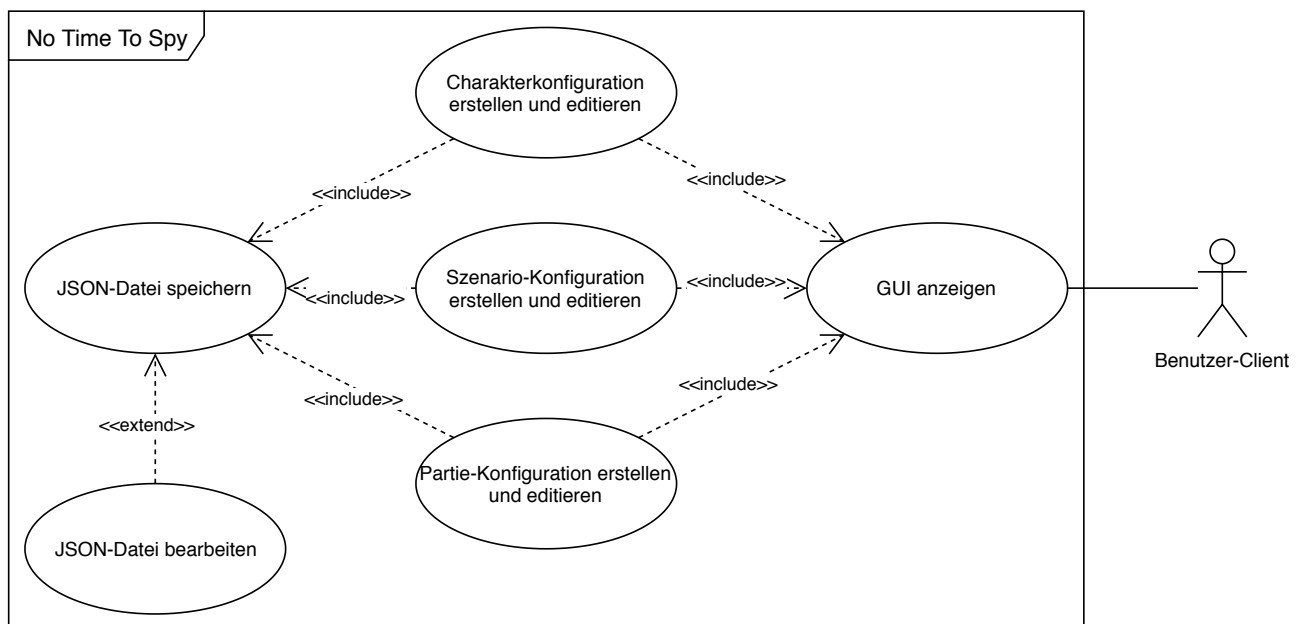 No Time To Spy
Charakterkonfiguration
erstellen und editieren
<<include>>
<<include>>
JSON-Datei speichern
<<include>>
Szenario-Konfiguration
erstellen und editieren
<<include>>
GUI anzeigen
Benutzer-Client
<<include>>
<<include>>
<<extend>>
Partie-Konfiguration erstellen
und editieren
JSON-Datei bearbeiten